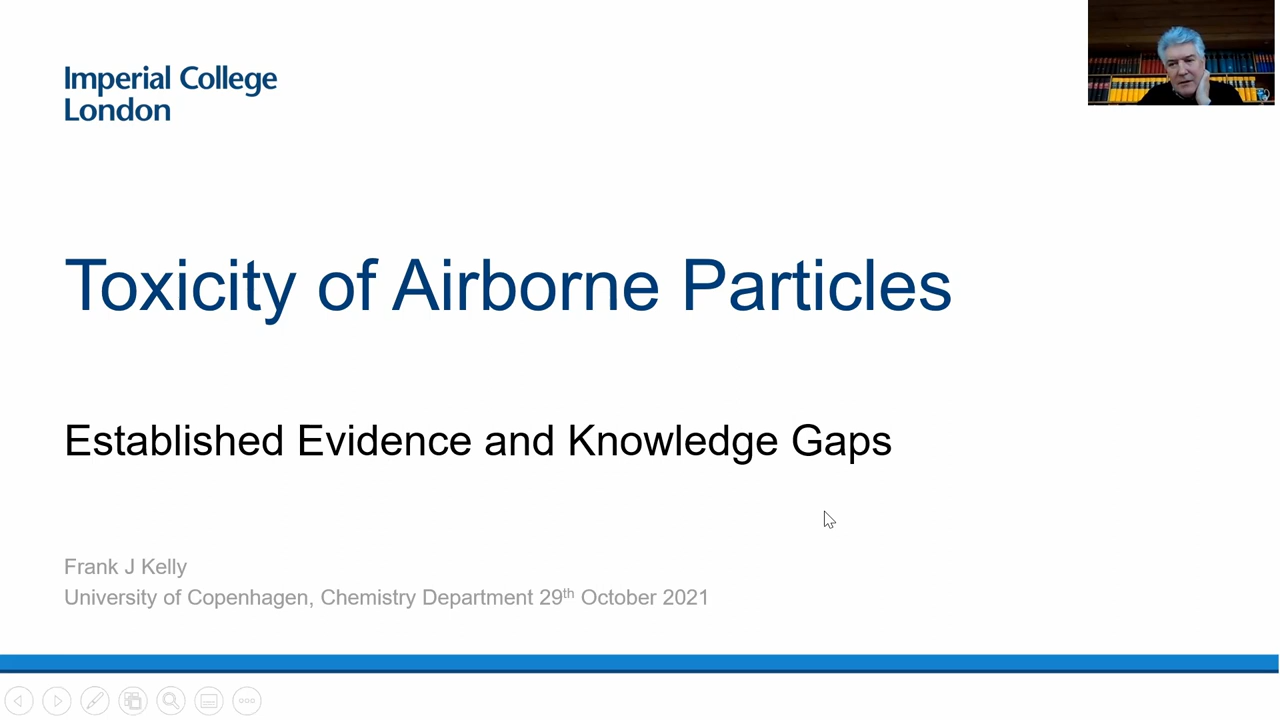 Imperial College
London
Toxicity of Airborne Particles
Established Evidence and Knowledge Gaps
Frank J Kelly
University of Copenhagen, Chemistry Department 29th October 2021